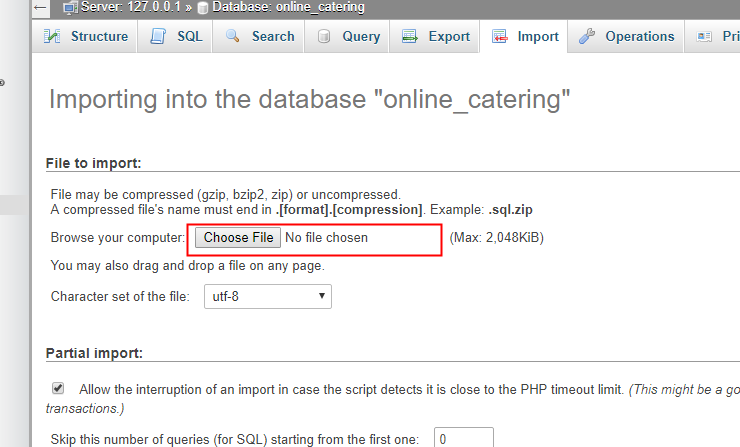 Server: 127.0.0.1 » Database: online_catering
Structure SQL Search Query Export Import Operations
Importing into the database "online_catering"
File to import:
File may be compressed (gzip, bzip2, zip) or uncompressed.
A compressed file's name must end in .[format].[compression]. Example: .sql.zip
Browse your computer: Choose File No file chosen (Max: 2,048KiB)
You may also drag and drop a file on any page.
Character set of the file: utf-8
Partial import:
Allow the interruption of an import in case the script detects it is close to the PHP timeout limit. (This might be a
transactions.)
Skip this number of queries (for SQL) starting from the first one: 0